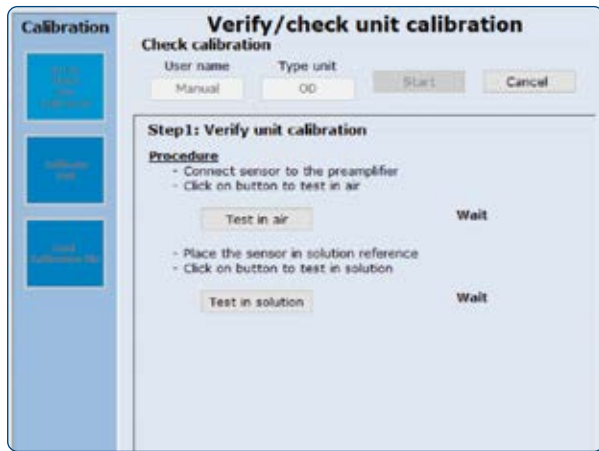 Calibration
Verify/check unit calibration
Check calibration
User name
Type unit
Manual
OD
Start
Cancel
Step1: Verify unit calibration
Procedure
- Connect sensor to the preamplifier
- Click on button to test in air
Test in air
Wait
- Place the sensor in solution reference
- Click on button to test in solution
Test in solution
Wait